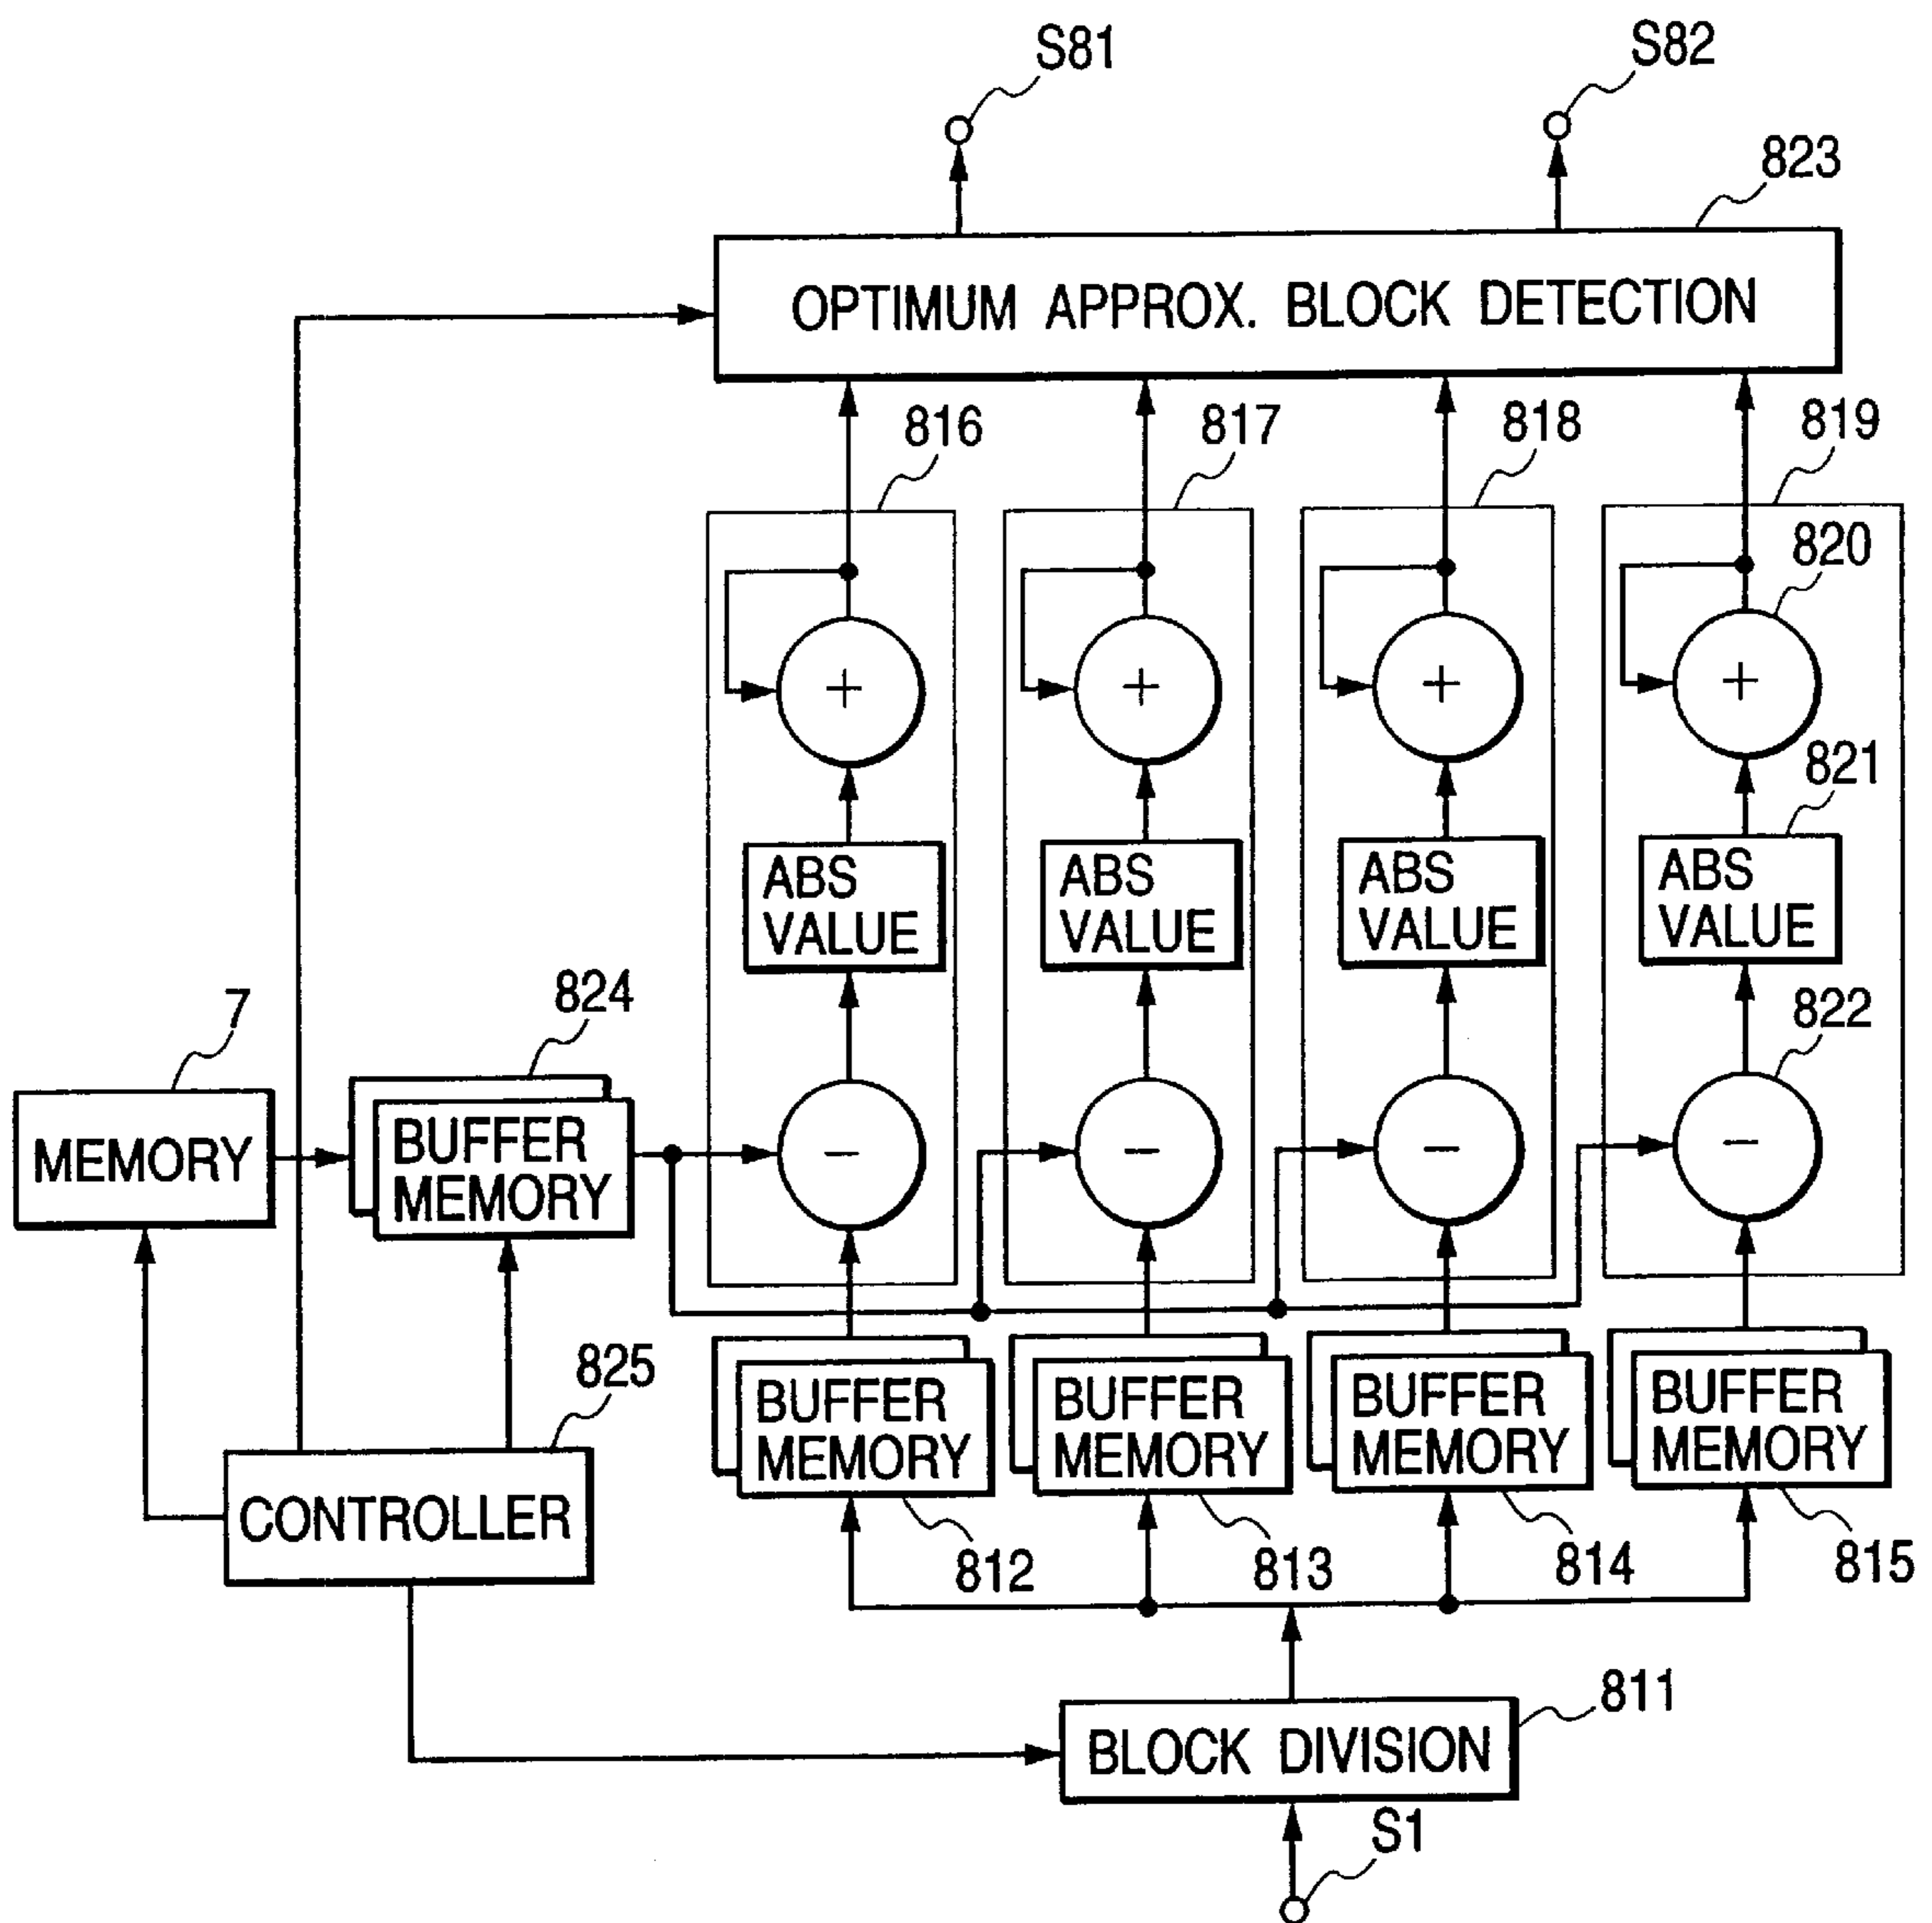 S81
S82
823
OPTIMUM APPROX. BLOCK DETECTION
816
817
818
819
820
+
+
+
+
821
ABS
VALUE
ABS
VALUE
ABS
VALUE
ABS
VALUE
7
824
822
MEMORY
BUFFER
MEMORY
−
−
−
−
825
CONTROLLER
BUFFER
MEMORY
BUFFER
MEMORY
BUFFER
MEMORY
BUFFER
MEMORY
812
813
814
815
811
BLOCK DIVISION
S1